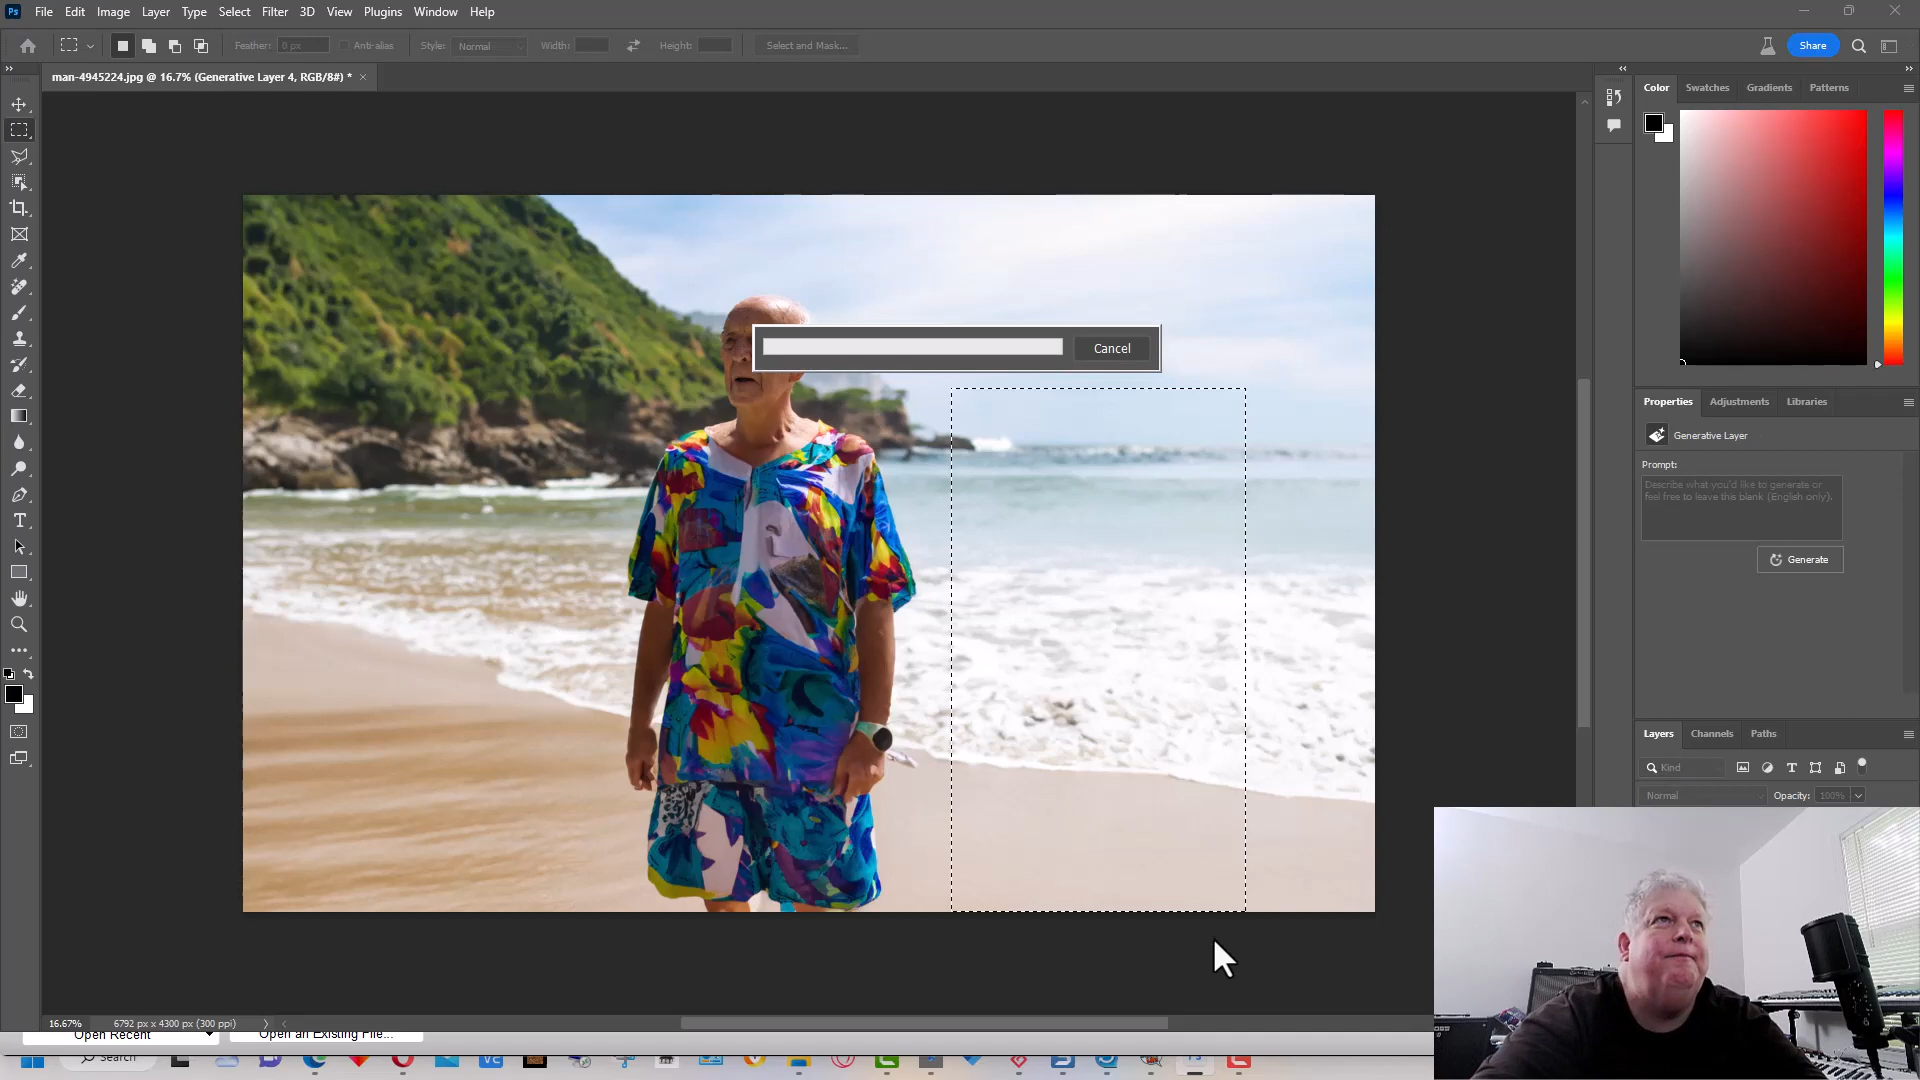 Ps File Edit Image Layer Type Select Filter 3D View Plugins Window Help
Feather: 0 px Anti-alias Style: Normal Width: Height: Select and Mask... Share
man-4945224.jpg @ 16.7% (Generative Layer 4, RGB/8#) *
Color Swatches Gradients Patterns
Cancel
Properties Adjustments Libraries
Generative Layer
Prompt:
Describe what you'd like to generate or
feel free to leave this blank (English only).
Generate
Layers Channels Paths
Kind
Normal Opacity: 100%
16.67% 6792 px x 4300 px (300 ppi)
Open Recent Open an Existing File...
Search